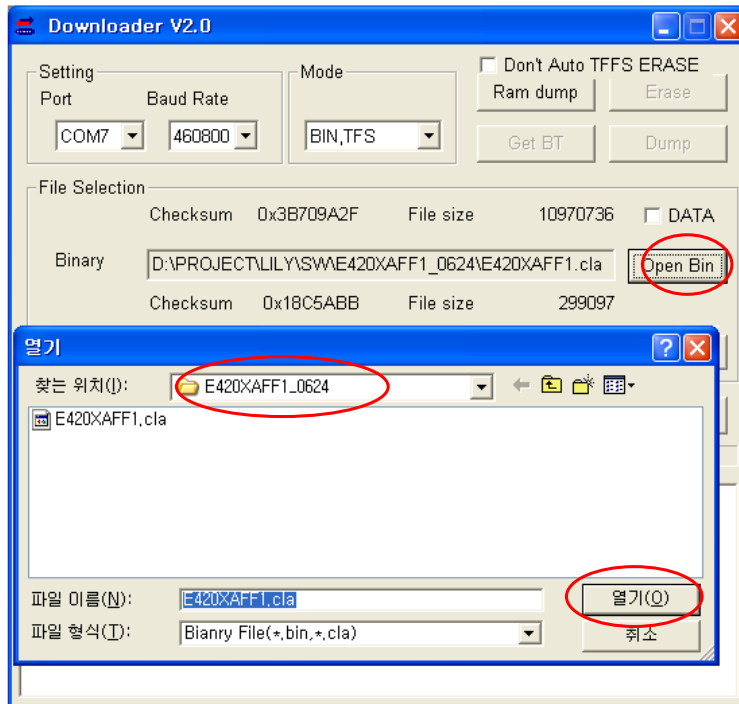 Downloader V2.0
Setting
Mode
Don't Auto TFFS ERASE
Port
Baud Rate
Ram dump
Erase
COM7
460800
BIN,TFS
Get BT
Dump
File Selection
Checksum 0x3B709A2F File size 10970736 DATA
Binary D:\PROJECT\LILY\SW\E420XAFF1_0624\E420XAFF1.cla Open Bin
Checksum 0x18C5ABB File size 299097
열기
찾는 위치(I): E420XAFF1_0624
E420XAFF1.cla
파일 이름(N): E420XAFF1.cla 열기(O)
파일 형식(T): Bianry File(*.bin,*.cla) 취소